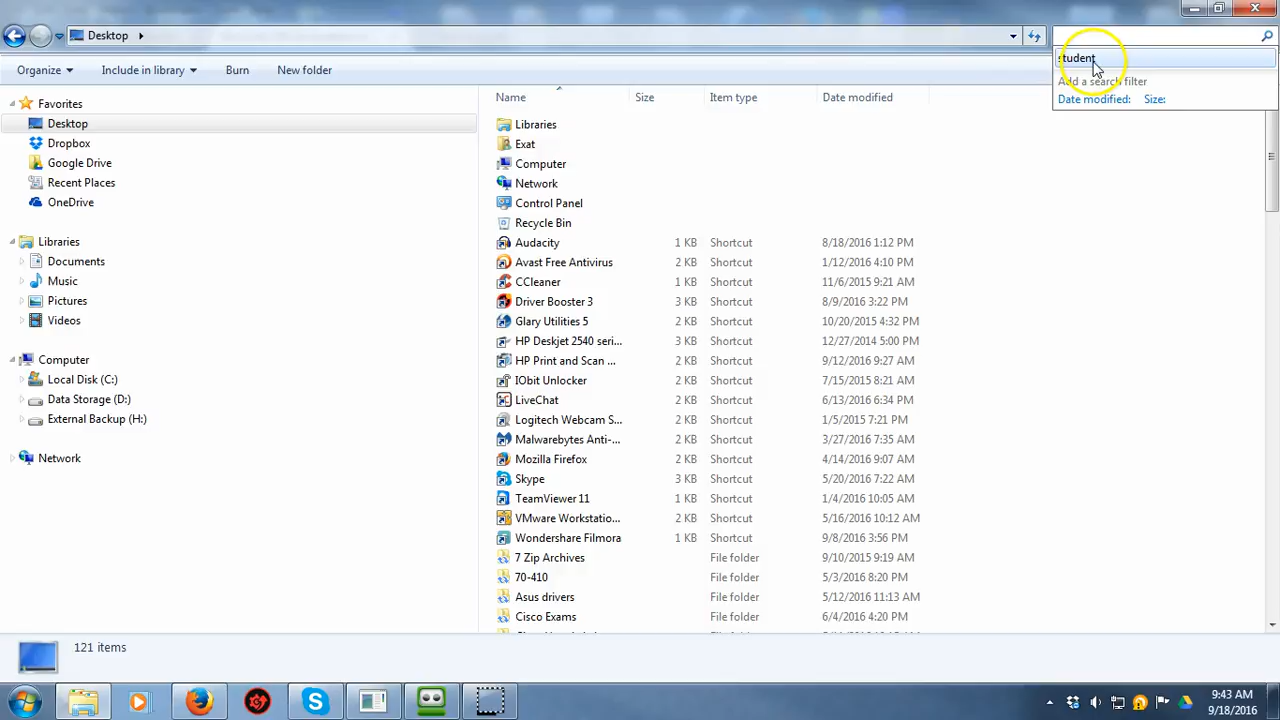 Desktop
student
Organize Include in library Burn New folder
Add a search filter
Date modified: Size:
Name Size Item type Date modified
Favorites
Desktop
Dropbox
Google Drive
Recent Places
OneDrive
Libraries
Documents
Music
Pictures
Videos
Computer
Local Disk (C:)
Data Storage (D:)
External Backup (H:)
Network
Libraries
Exat
Computer
Network
Control Panel
Recycle Bin
Audacity 1 KB Shortcut 8/18/2016 1:12 PM
Avast Free Antivirus 2 KB Shortcut 1/12/2016 4:10 PM
CCleaner 1 KB Shortcut 11/6/2015 9:21 AM
Driver Booster 3 3 KB Shortcut 8/9/2016 3:22 PM
Glary Utilities 5 2 KB Shortcut 10/20/2015 4:32 PM
HP Deskjet 2540 seri... 3 KB Shortcut 12/27/2014 5:00 PM
HP Print and Scan ... 2 KB Shortcut 9/12/2016 9:27 AM
IObit Unlocker 2 KB Shortcut 7/15/2015 8:21 AM
LiveChat 2 KB Shortcut 6/13/2016 6:34 PM
Logitech Webcam S... 2 KB Shortcut 1/5/2015 7:21 PM
Malwarebytes Anti-... 2 KB Shortcut 3/27/2016 7:35 AM
Mozilla Firefox 2 KB Shortcut 4/14/2016 9:07 AM
Skype 3 KB Shortcut 5/20/2016 7:22 AM
TeamViewer 11 1 KB Shortcut 1/4/2016 10:05 AM
VMware Workstatio... 2 KB Shortcut 5/16/2016 10:12 AM
Wondershare Filmora 1 KB Shortcut 9/8/2016 3:56 PM
7 Zip Archives File folder 9/10/2015 9:19 AM
70-410 File folder 5/3/2016 8:20 PM
Asus drivers File folder 5/12/2016 11:13 AM
Cisco Exams File folder 6/4/2016 4:20 PM
121 items
9:43 AM
9/18/2016